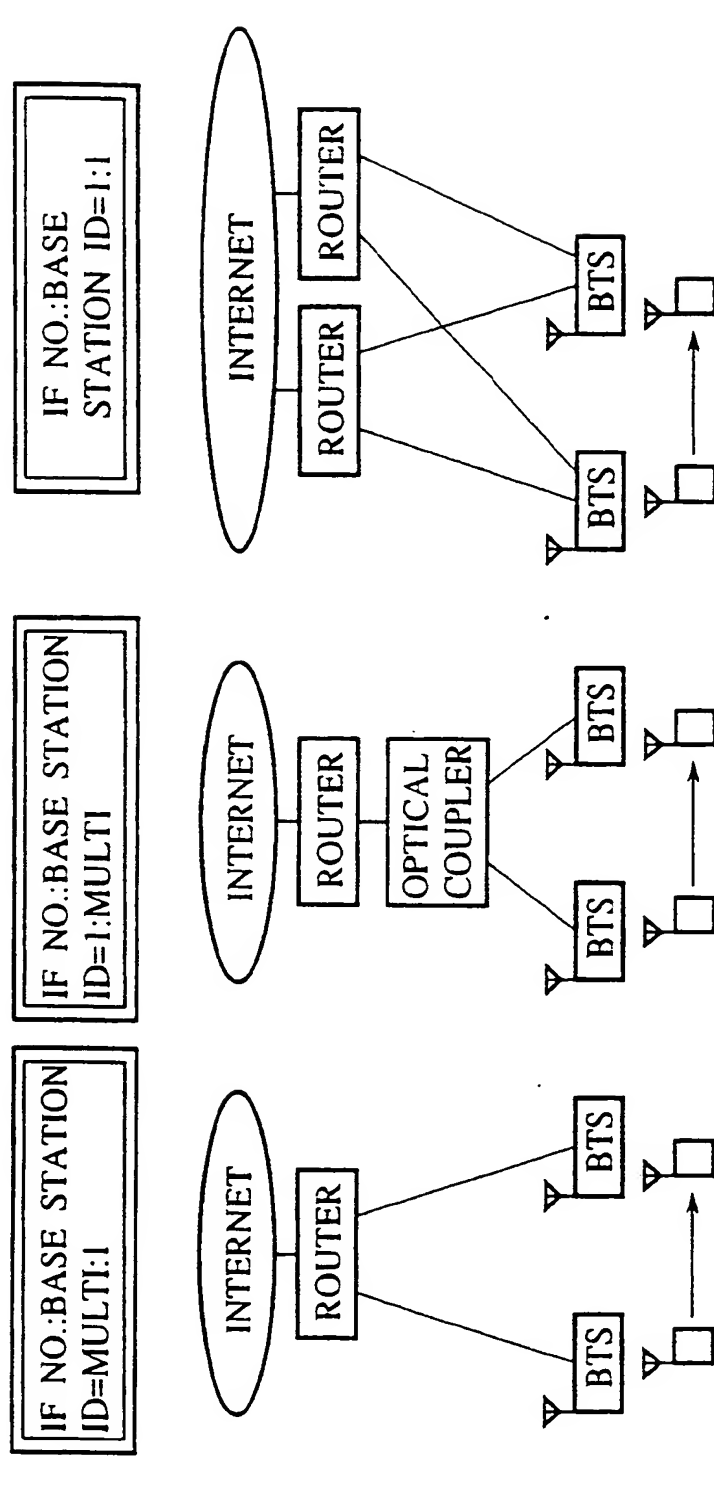 IF NO.:BASE STATION
ID=MULTI:1
INTERNET
ROUTER
BTS
BTS
IF NO.:BASE STATION
ID=1:MULTI
INTERNET
ROUTER
OPTICAL
COUPLER
BTS
BTS
IF NO.:BASE
STATION ID=1:1
INTERNET
ROUTER
ROUTER
BTS
BTS